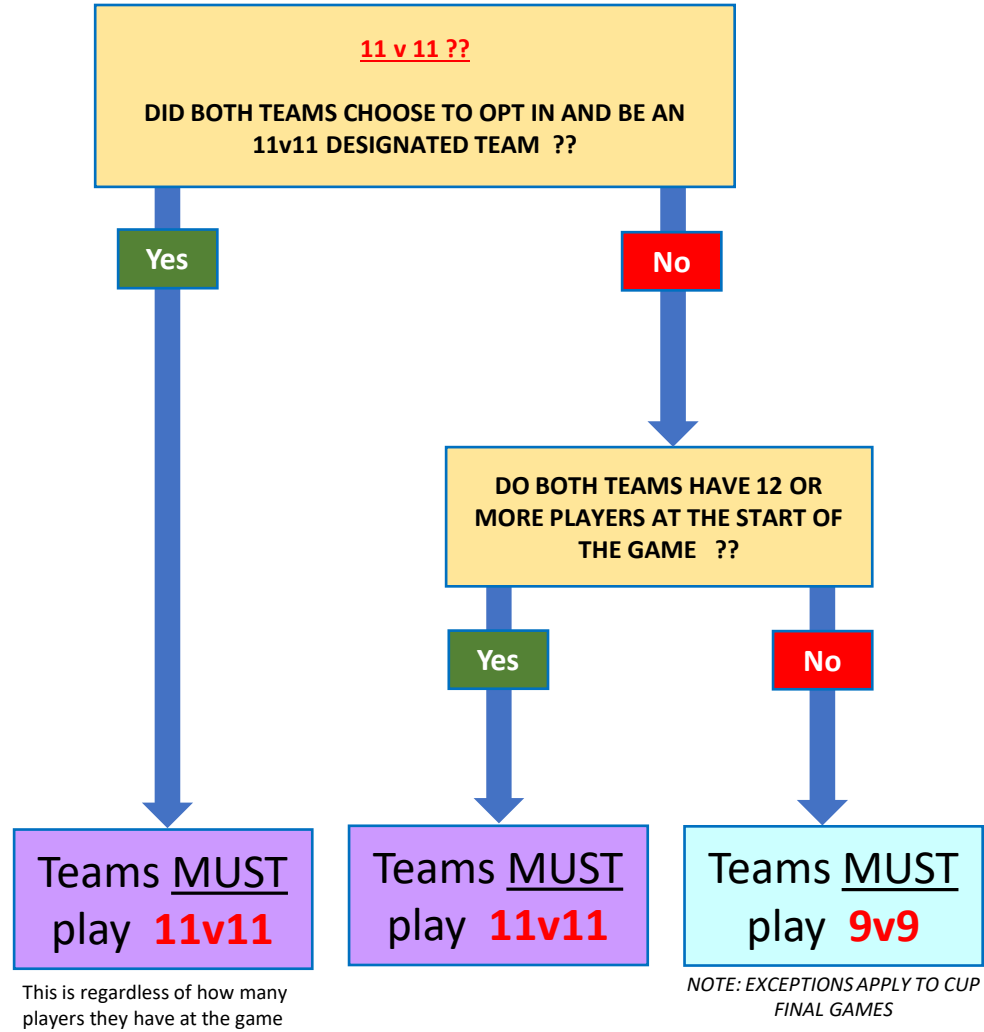 11 v 11 ??
DID BOTH TEAMS CHOOSE TO OPT IN AND BE AN
11v11 DESIGNATED TEAM ??
Yes
No
DO BOTH TEAMS HAVE 12 OR
MORE PLAYERS AT THE START OF
THE GAME ??
Yes
No
Teams MUST
play 11v11
This is regardless of how many
players they have at the game
Teams MUST
play 11v11
Teams MUST
play 9v9
NOTE: EXCEPTIONS APPLY TO CUP
FINAL GAMES